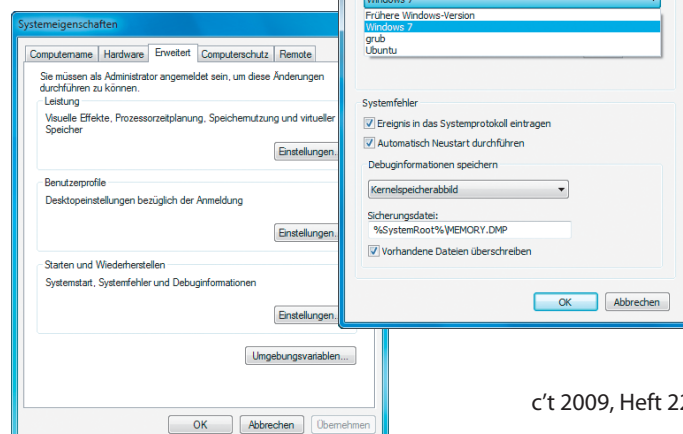 Systemeigenschaften
Computername Hardware Erweitert Computerschutz Remote
Sie müssen als Administrator angemeldet sein, um diese Änderungen
durchführen zu können.
Leistung
Visuelle Effekte, Prozessorzeitplanung, Speichernutzung und virtueller
Speicher
Einstellungen.
Benutzerprofile
Desktopeinstellungen bezüglich der Anmeldung
Einstellungen.
Starten und Wiederherstellen
Systemstart, Systemfehler und Debuginformationen
Einstellungen.
Umgebungsvariablen...
OK Abbrechen Übernehmen
Windows 7
Frühere Windows-Version
Windows 7
grub
Ubuntu
Systemfehler
Ereignis in das Systemprotokoll eintragen
Automatisch Neustart durchführen
Debuginformationen speichern
Kernelspeicherabbild
Sicherungsdatei:
%SystemRoot%\MEMORY.DMP
Vorhandene Dateien überschreiben
OK Abbrechen
c't 2009, Heft 22